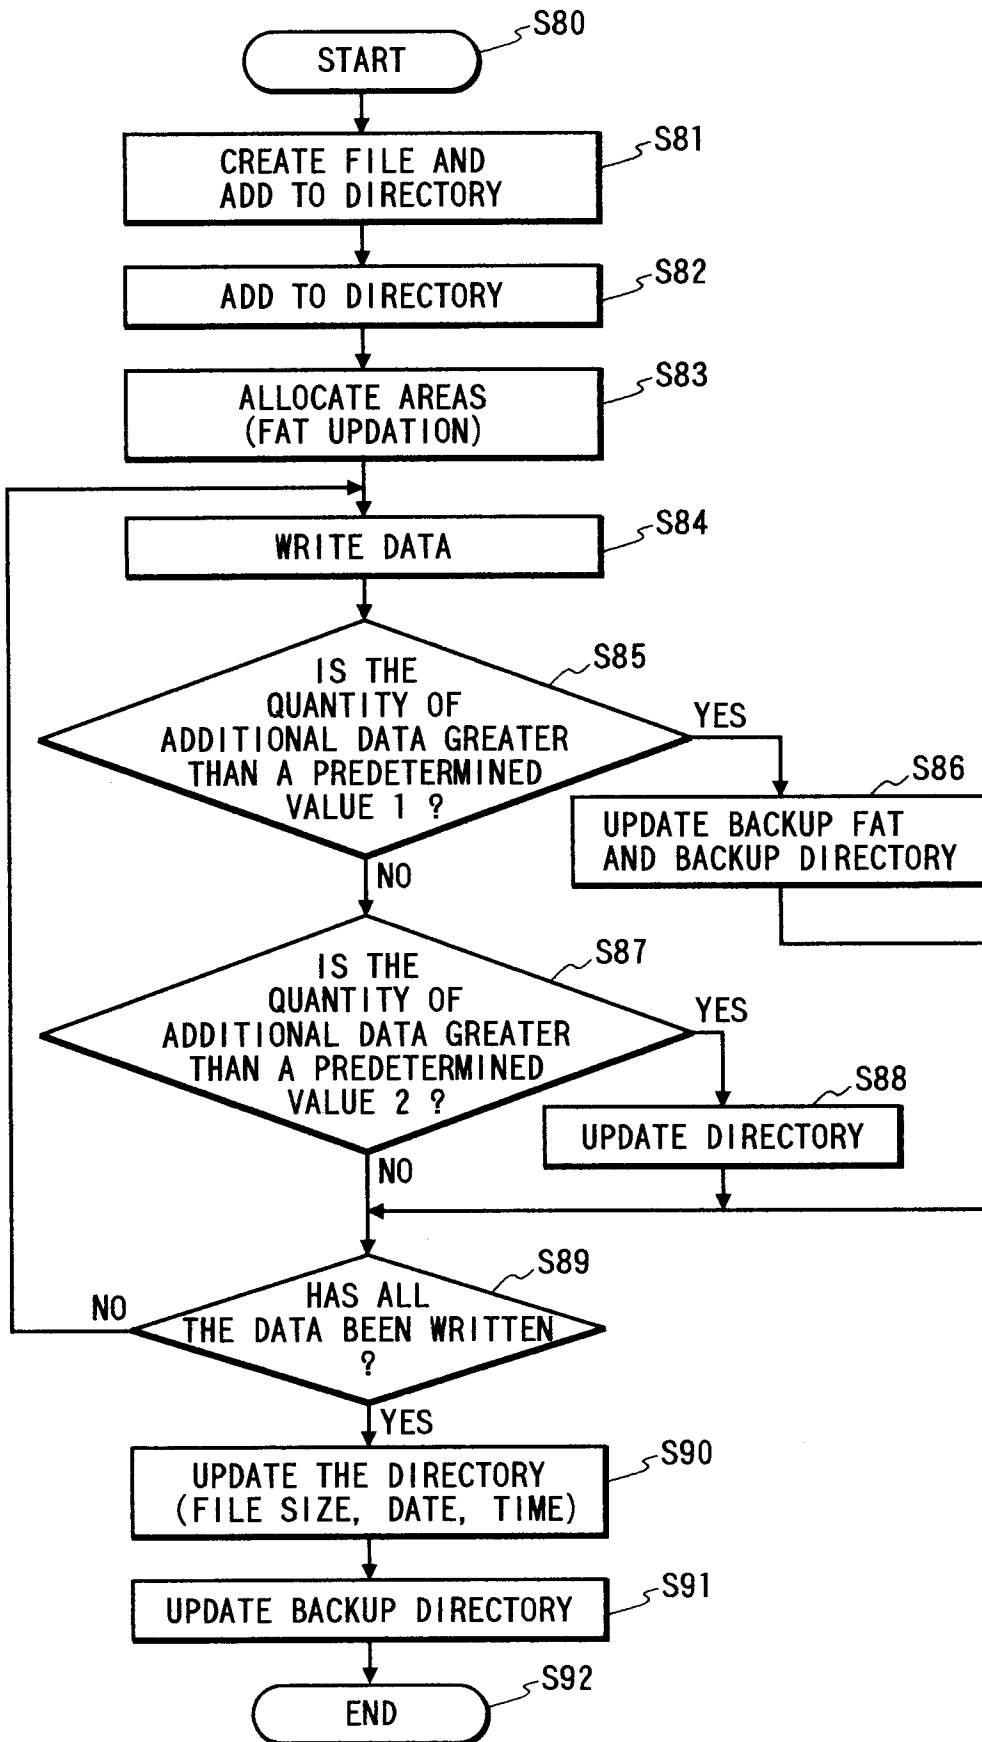 S80
START
S81
CREATE FILE AND
ADD TO DIRECTORY
S82
ADD TO DIRECTORY
S83
ALLOCATE AREAS
(FAT UPDATION)
S84
WRITE DATA
S85
IS THE
QUANTITY OF
ADDITIONAL DATA GREATER
THAN A PREDETERMINED
VALUE 1 ?
YES
S86
UPDATE BACKUP FAT
AND BACKUP DIRECTORY
NO
S87
IS THE
QUANTITY OF
ADDITIONAL DATA GREATER
THAN A PREDETERMINED
VALUE 2 ?
YES
S88
UPDATE DIRECTORY
NO
S89
HAS ALL
THE DATA BEEN WRITTEN
?
NO
YES
S90
UPDATE THE DIRECTORY
(FILE SIZE, DATE, TIME)
S91
UPDATE BACKUP DIRECTORY
S92
END